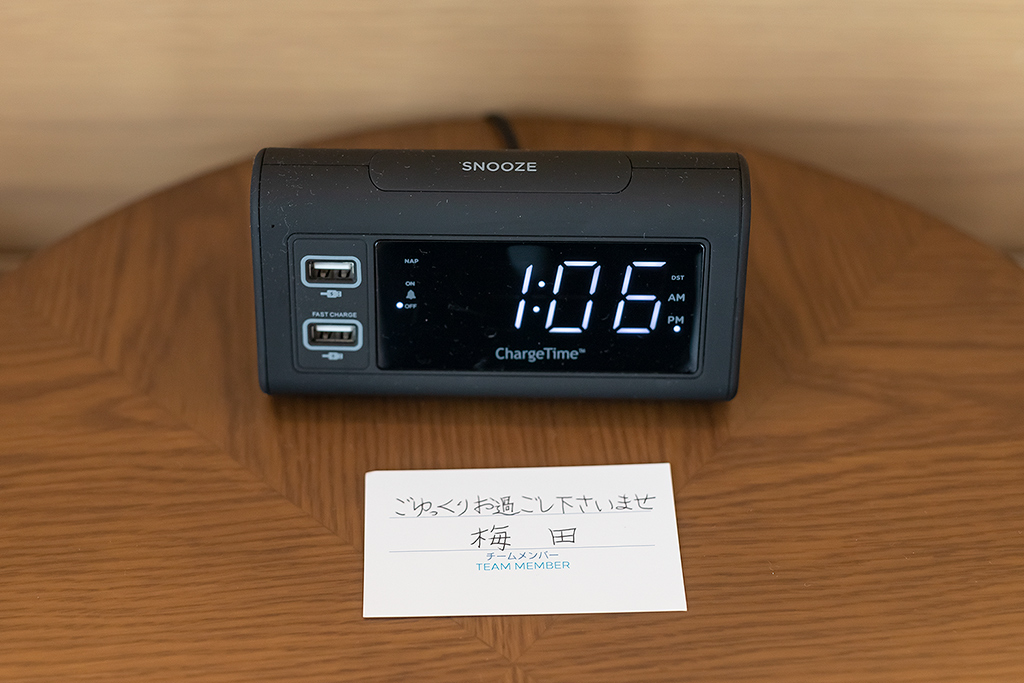 SNOOZE
NAP
ON
OFF
FAST CHARGE
1:06
DST
AM
PM
ChargeTime™
ごゆっくりお過ごし下さいませ
梅田
チームメンバー
TEAM MEMBER